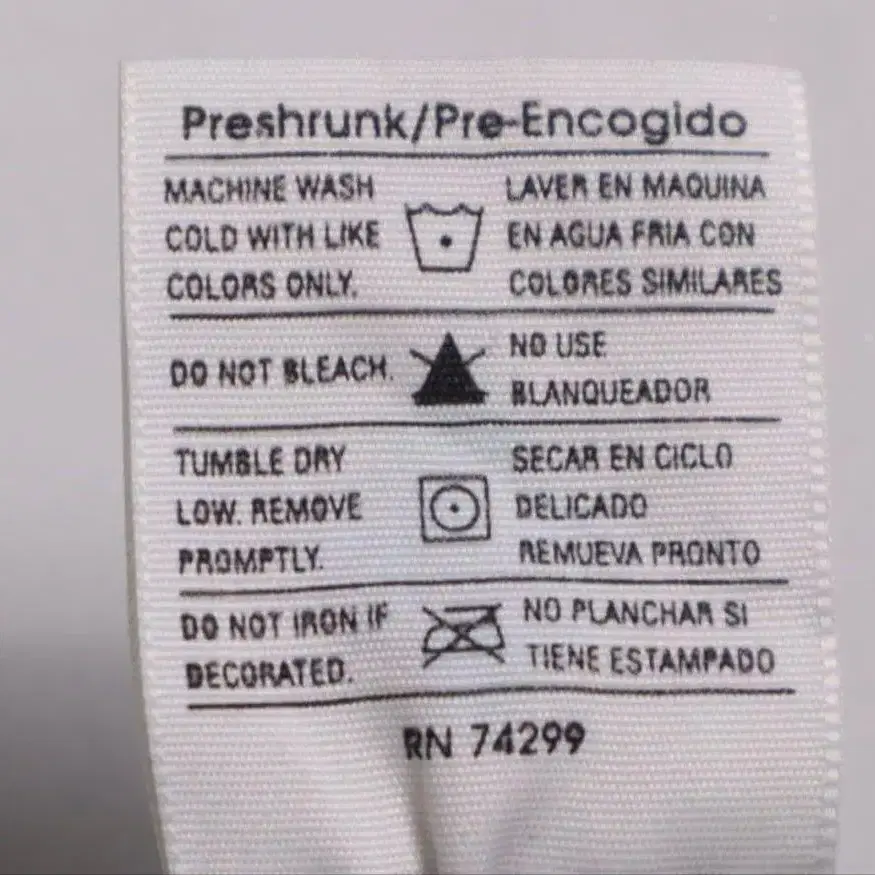 Preshrunk/Pre-Encogido
MACHINE WASH
COLD WITH LIKE
COLORS ONLY.
LAVER EN MAQUINA
EN AGUA FRIA CON
COLORES SIMILARES
DO NOT BLEACH.
NO USE
BLANQUEADOR
TUMBLE DRY
LOW. REMOVE
PROMPTLY.
SECAR EN CICLO
DELICADO
REMUEVA PRONTO
DO NOT IRON IF
DECORATED.
NO PLANCHAR SI
TIENE ESTAMPADO
RN 74299